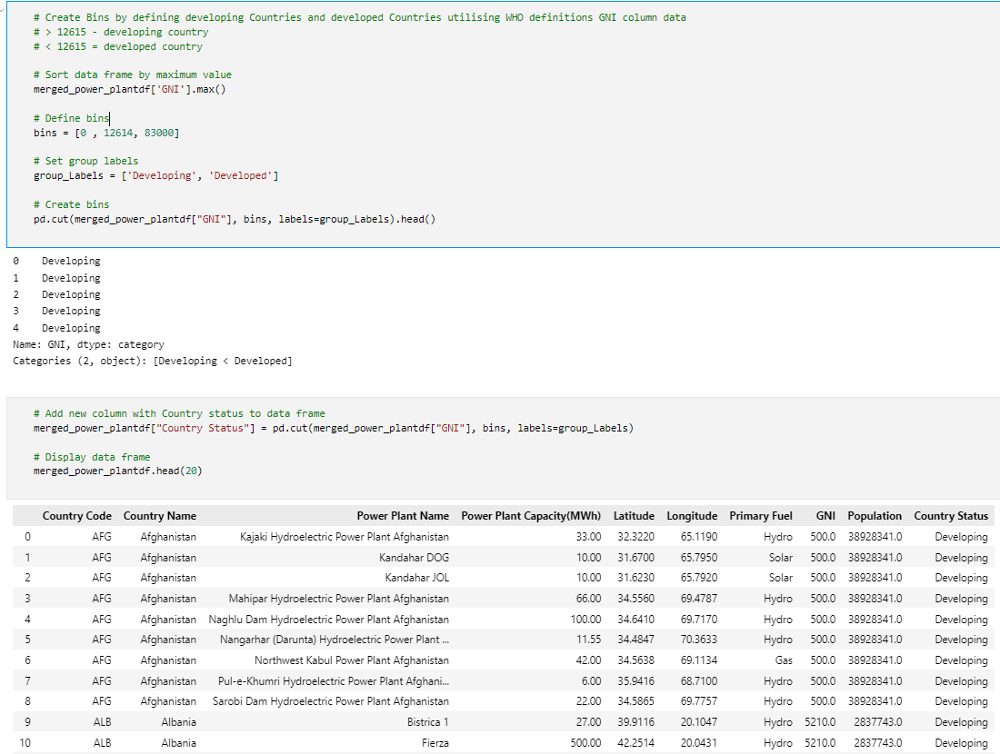 # Create Bins by defining developing Countries and developed Countries utilising WHO definitions GNI column data
# > 12615 - developing country
# < 12615 = developed country
# Sort data frame by maximum value
merged_power_plantdf['GNI'].max()
# Define bins
bins = [0 , 12614, 83000]
# Set group labels
group_Labels = ['Developing', 'Developed']
# Create bins
pd.cut(merged_power_plantdf["GNI"], bins, labels=group_Labels).head()
0 Developing
1 Developing
2 Developing
3 Developing
4 Developing
Name: GNI, dtype: category
Categories (2, object): [Developing < Developed]
# Add new column with Country status to data frame
merged_power_plantdf["Country Status"] = pd.cut(merged_power_plantdf["GNI"], bins, labels=group_Labels)
# Display data frame
merged_power_plantdf.head(20)
Country Code Country Name Power Plant Name Power Plant Capacity(MWh) Latitude Longitude Primary Fuel GNI Population Country Status
0 AFG Afghanistan Kajaki Hydroelectric Power Plant Afghanistan 33.00 32.3220 65.1190 Hydro 500.0 38928341.0 Developing
1 AFG Afghanistan Kandahar DOG 10.00 31.6700 65.7950 Solar 500.0 38928341.0 Developing
2 AFG Afghanistan Kandahar JOL 10.00 31.6230 65.7920 Solar 500.0 38928341.0 Developing
3 AFG Afghanistan Mahipar Hydroelectric Power Plant Afghanistan 66.00 34.5560 69.4787 Hydro 500.0 38928341.0 Developing
4 AFG Afghanistan Naghlu Dam Hydroelectric Power Plant Afghanistan 100.00 34.6410 69.7170 Hydro 500.0 38928341.0 Developing
5 AFG Afghanistan Nangarhar (Darunta) Hydroelectric Power Plant ... 11.55 34.4847 70.3633 Hydro 500.0 38928341.0 Developing
6 AFG Afghanistan Northwest Kabul Power Plant Afghanistan 42.00 34.5638 69.1134 Gas 500.0 38928341.0 Developing
7 AFG Afghanistan Pul-e-Khumri Hydroelectric Power Plant Afghani... 6.00 35.9416 68.7100 Hydro 500.0 38928341.0 Developing
8 AFG Afghanistan Sarobi Dam Hydroelectric Power Plant Afghanistan 22.00 34.5865 69.7757 Hydro 500.0 38928341.0 Developing
9 ALB Albania Bistrica 1 27.00 39.9116 20.1047 Hydro 5210.0 2837743.0 Developing
10 ALB Albania Fierza 500.00 42.2514 20.0431 Hydro 5210.0 2837743.0 Developing